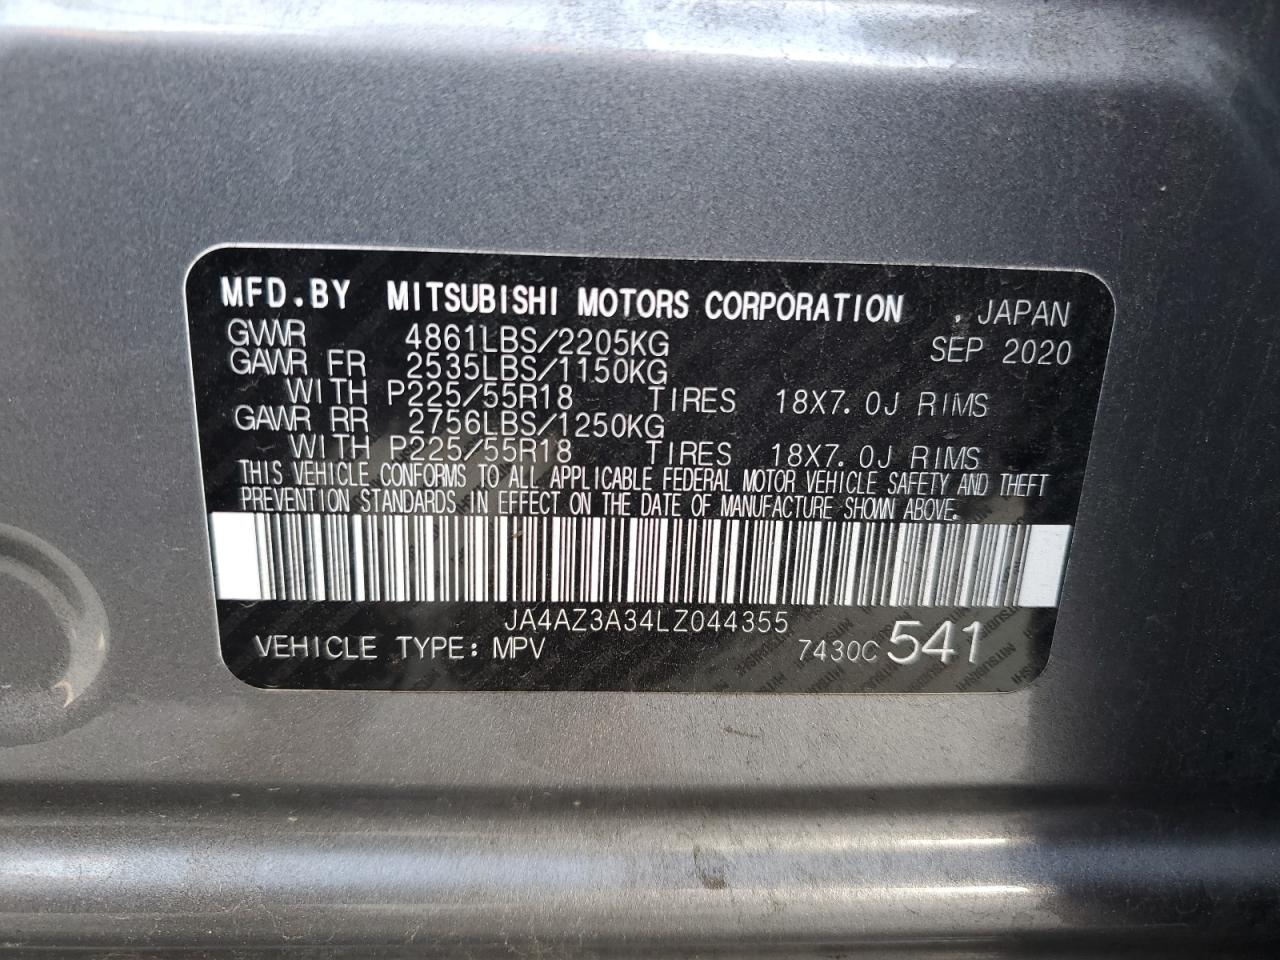 MFD.BY MITSUBISHI MOTORS CORPORATION , JAPAN
GVWR 4861LBS/2205KG SEP 2020
GAWR FR 2535LBS/1150KG
WITH P225/55R18 TIRES 18X7.0J RIMS
GAWR RR 2756LBS/1250KG
WITH P225/55R18 TIRES 18X7.0J RIMS
THIS VEHICLE CONFORMS TO ALL APPLICABLE FEDERAL MOTOR VEHICLE SAFETY AND THEFT
PREVENTION STANDARDS IN EFFECT ON THE DATE OF MANUFACTURE SHOWN ABOVE.
JA4AZ3A34LZ044355
VEHICLE TYPE: MPV 7430C 541